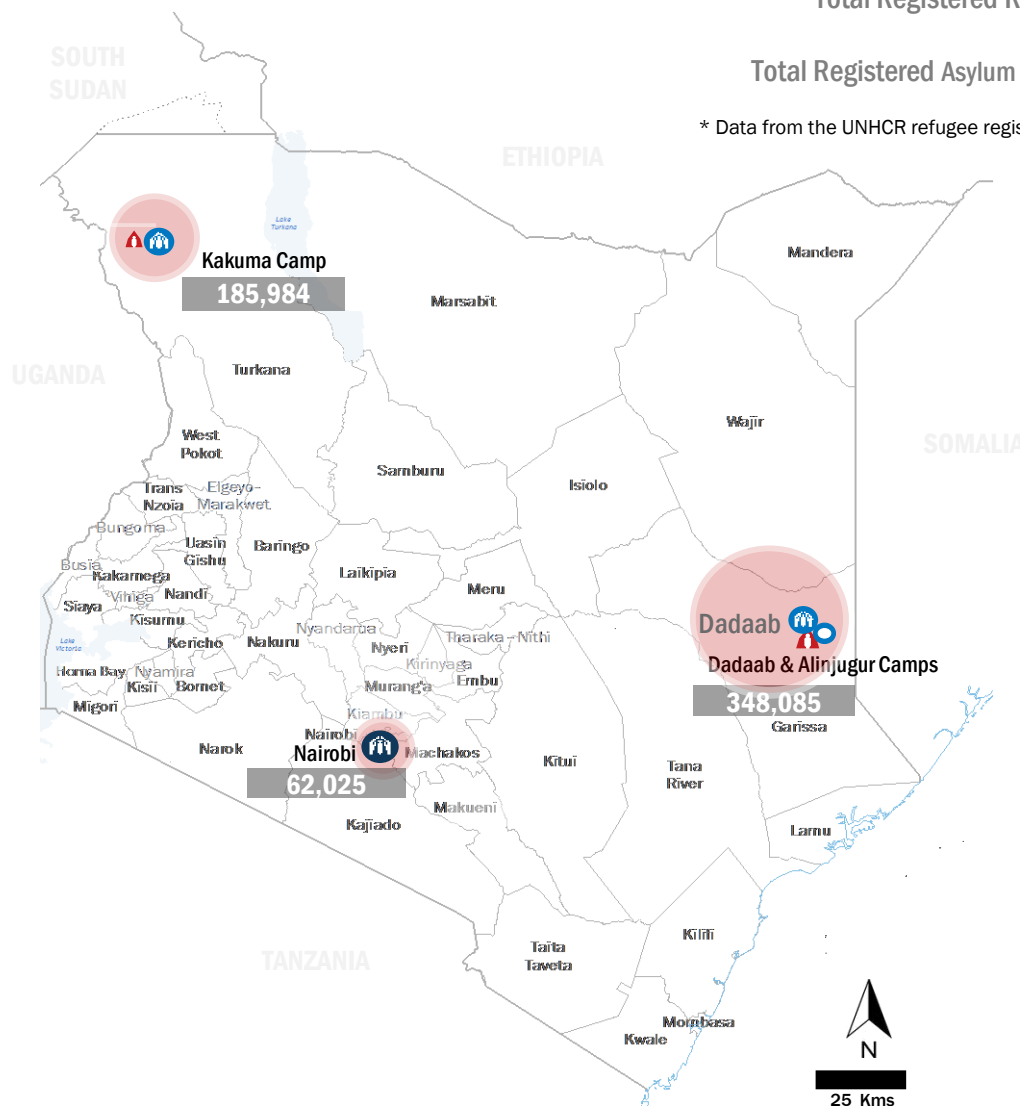 Total Registered R
SOUTH
SUDAN
Total Registered Asylum
* Data from the UNHCR refugee regis
ETHIOPIA
Lake
Turkana
Mandera
Kakuma Camp
185,984
Marsabit
UGANDA
Turkana
Wajir
West
Pokot
SOMALIA
Samburu
Isiolo
Trans
Nzoia
Elgeyo-
Marakwet
Bungoma
Uasin
Gishu
Baringo
Busia
Kakamega
Laikipia
Meru
Vihiga
Nandi
Siaya
Kisumu
Dadaab
Nyandarua
Tharaka - Nithi
Lake
Victoria
Kericho
Nakuru
Nyeri
Kirinyaga
Dadaab & Alinjugur Camps
Homa Bay
Nyamira
Embu
Kisii
Bomet
Murang'a
348,085
Migori
Kiambu
Garissa
Nairobi
Narok
Nairobi
Machakos
Kitui
Tana
River
62,025
Makueni
Kajiado
Lamu
Kilifi
Taita
Taveta
TANZANIA
Mombasa
Kwale
N
25 Kms